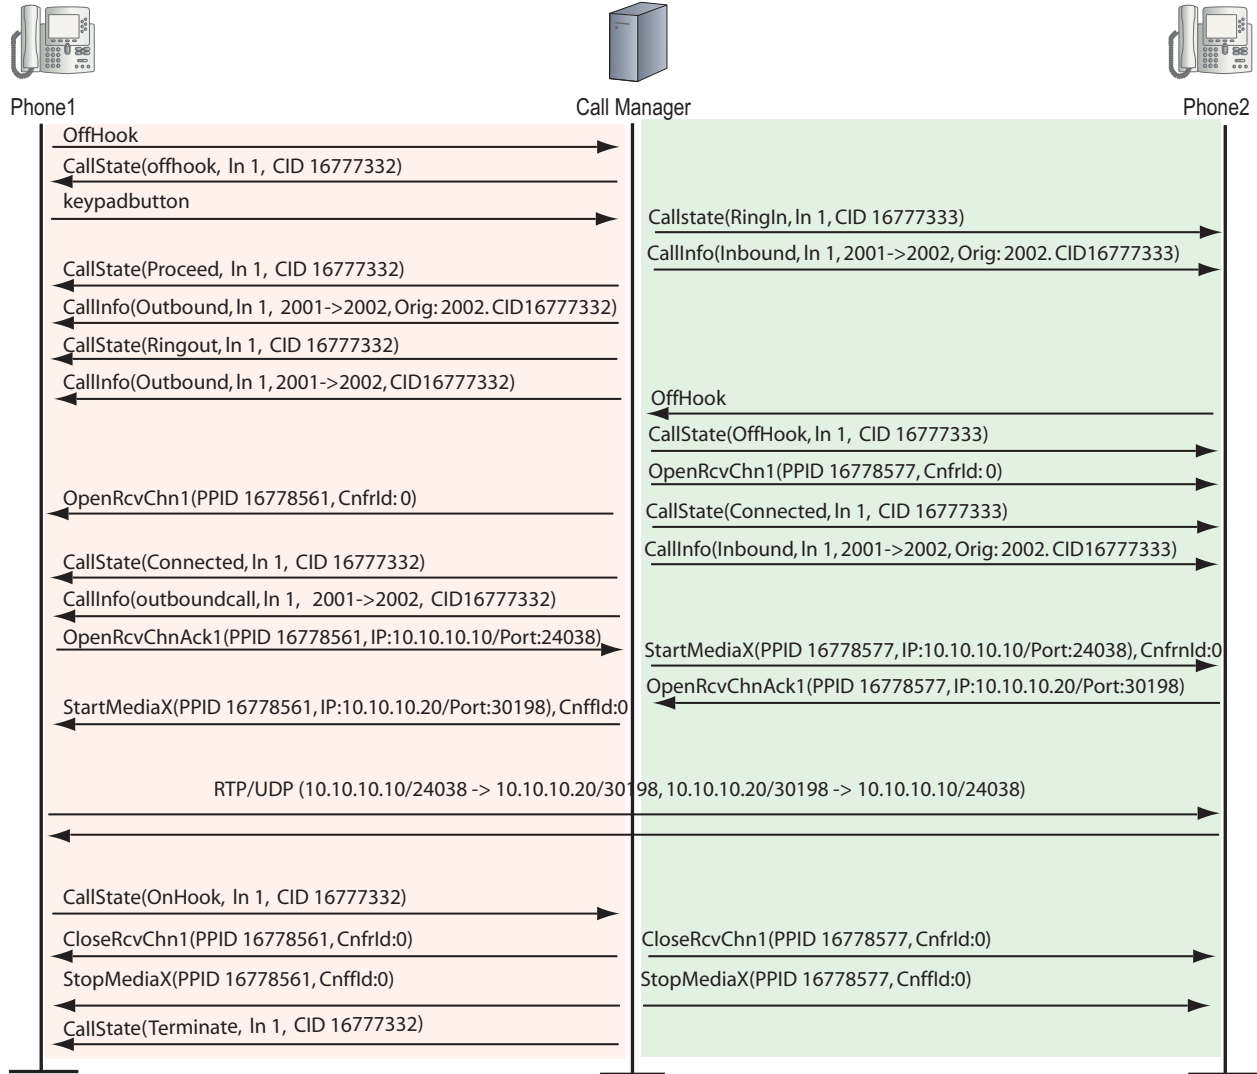 Phone1
Call Manager
Phone2
OffHook
CallState(offhook, ln 1, CID 16777332)
keypadbutton
Callstate(RingIn, ln 1, CID 16777333)
CallInfo(Inbound, ln 1, 2001->2002, Orig: 2002. CID16777333)
CallState(Proceed, ln 1, CID 16777332)
CallInfo(Outbound, ln 1, 2001->2002, Orig: 2002. CID16777332)
CallState(Ringout, ln 1, CID 16777332)
CallInfo(Outbound, ln 1, 2001->2002, CID16777332)
OffHook
CallState(OffHook, ln 1, CID 16777333)
OpenRcvChn1(PPID 16778577, CnfrId: 0)
OpenRcvChn1(PPID 16778561, CnfrId: 0)
CallState(Connected, ln 1, CID 16777333)
CallInfo(Inbound, ln 1, 2001->2002, Orig: 2002. CID16777333)
CallState(Connected, ln 1, CID 16777332)
CallInfo(outboundcall, ln 1, 2001->2002, CID16777332)
OpenRcvChnAck1(PPID 16778561, IP:10.10.10.10/Port:24038)
StartMediaX(PPID 16778577, IP:10.10.10.10/Port:24038), CnfrnId:0
OpenRcvChnAck1(PPID 16778577, IP:10.10.10.20/Port:30198)
StartMediaX(PPID 16778561, IP:10.10.10.20/Port:30198), CnffId:0
RTP/UDP (10.10.10.10/24038 -> 10.10.10.20/30198, 10.10.10.20/30198 -> 10.10.10.10/24038)
CallState(OnHook, ln 1, CID 16777332)
CloseRcvChn1(PPID 16778561, CnfrId:0)
CloseRcvChn1(PPID 16778577, CnfrId:0)
StopMediaX(PPID 16778561, CnffId:0)
StopMediaX(PPID 16778577, CnffId:0)
CallState(Terminate, ln 1, CID 16777332)